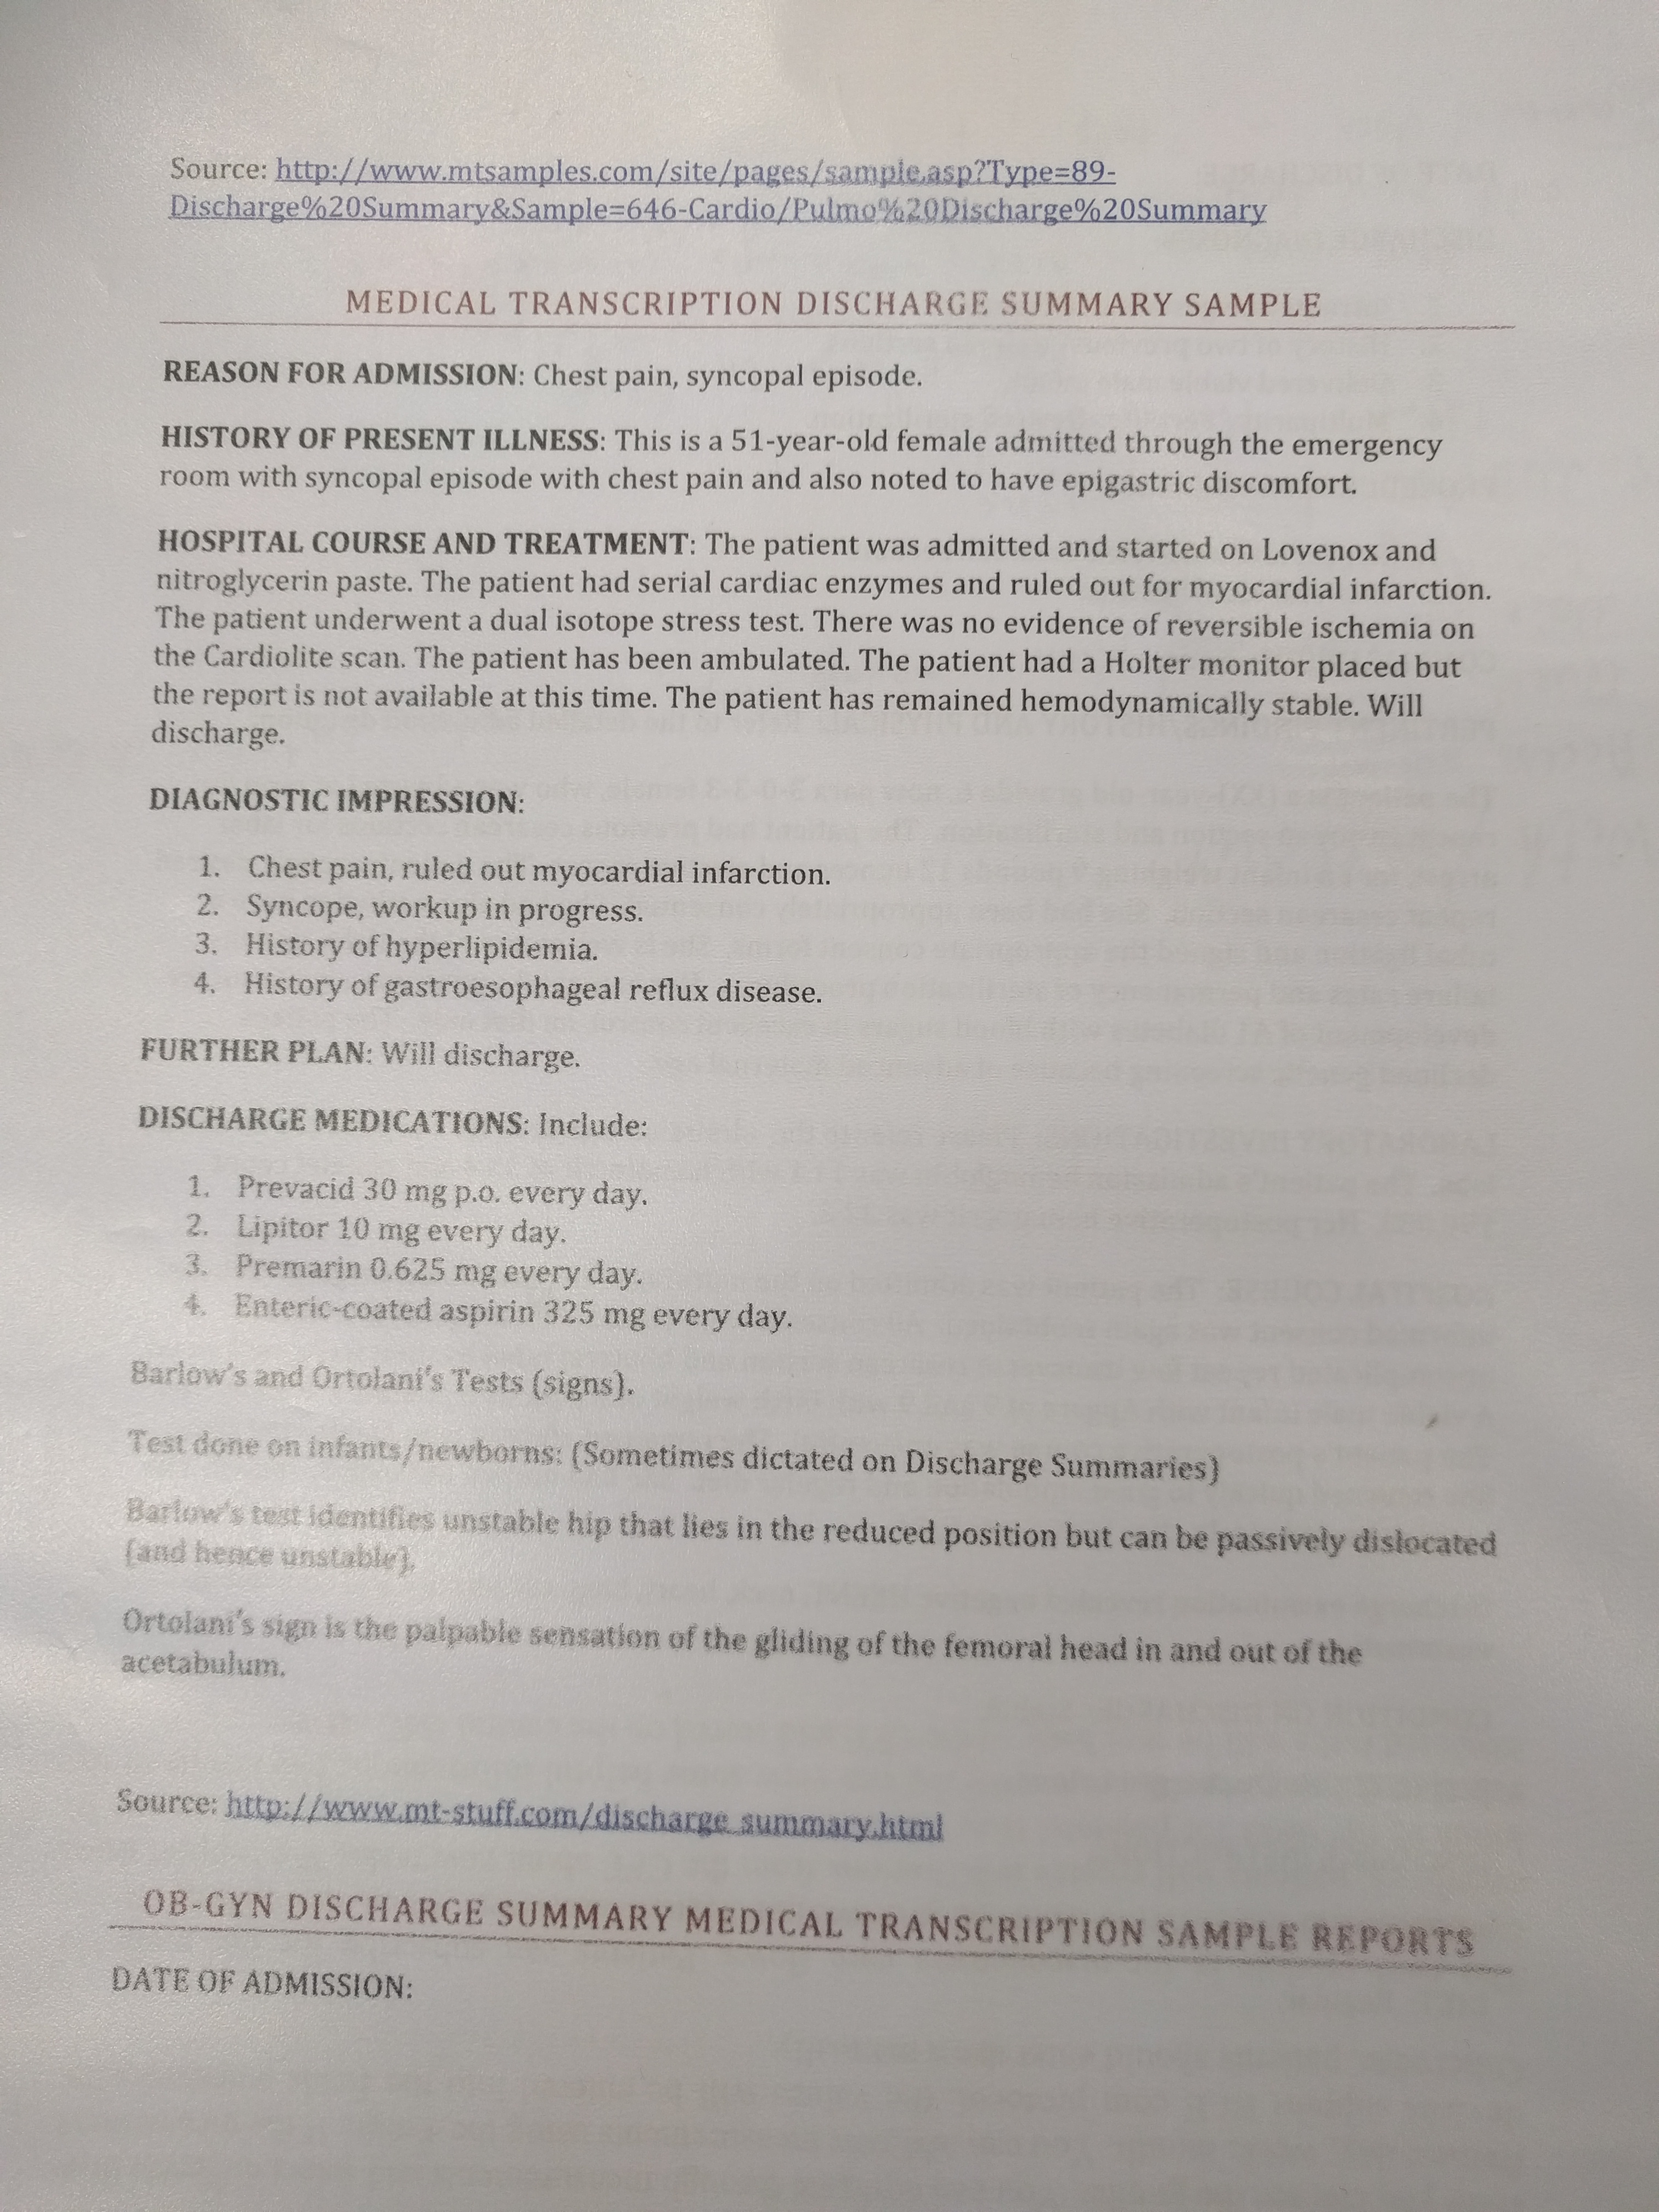 Source: http://www.mtsamples.com/site/pages/sample.asp?Type=89-
Discharge%20Summary&Sample=646-Cardio/Pulmo%20Discharge%20Summary
MEDICAL TRANSCRIPTION DISCHARGE SUMMARY SAMPLE
REASON FOR ADMISSION: Chest pain, syncopal episode.
HISTORY OF PRESENT ILLNESS: This is a 51-year-old female admitted through the emergency
room with syncopal episode with chest pain and also noted to have epigastric discomfort.
HOSPITAL COURSE AND TREATMENT: The patient was admitted and started on Lovenox and
nitroglycerin paste. The patient had serial cardiac enzymes and ruled out for myocardial infarction.
The patient underwent a dual isotope stress test. There was no evidence of reversible ischemia on
the Cardiolite scan. The patient has been ambulated. The patient had a Holter monitor placed but
the report is not available at this time. The patient has remained hemodynamically stable. Will
discharge.
DIAGNOSTIC IMPRESSION:
1. Chest pain, ruled out myocardial infarction.
2. Syncope, workup in progress.
3. History of hyperlipidemia.
4. History of gastroesophageal reflux disease.
FURTHER PLAN: Will discharge.
DISCHARGE MEDICATIONS: Include:
1. Prevacid 30 mg p.o. every day.
2. Lipitor 10 mg every day.
3. Premarin 0.625 mg every day.
4. Enteric-coated aspirin 325 mg every day.
Barlow's and Ortolani's Tests (signs).
Test done on infants/newborns: (Sometimes dictated on Discharge Summaries)
Barlow's test identifies unstable hip that lies in the reduced position but can be passively dislocated
(and hence unstable).
Ortolani's sign is the palpable sensation of the gliding of the femoral head in and out of the
acetabulum.
Source: http://www.mt-stuff.com/discharge_summary.html
OB-GYN DISCHARGE SUMMARY MEDICAL TRANSCRIPTION SAMPLE REPORTS
DATE OF ADMISSION: